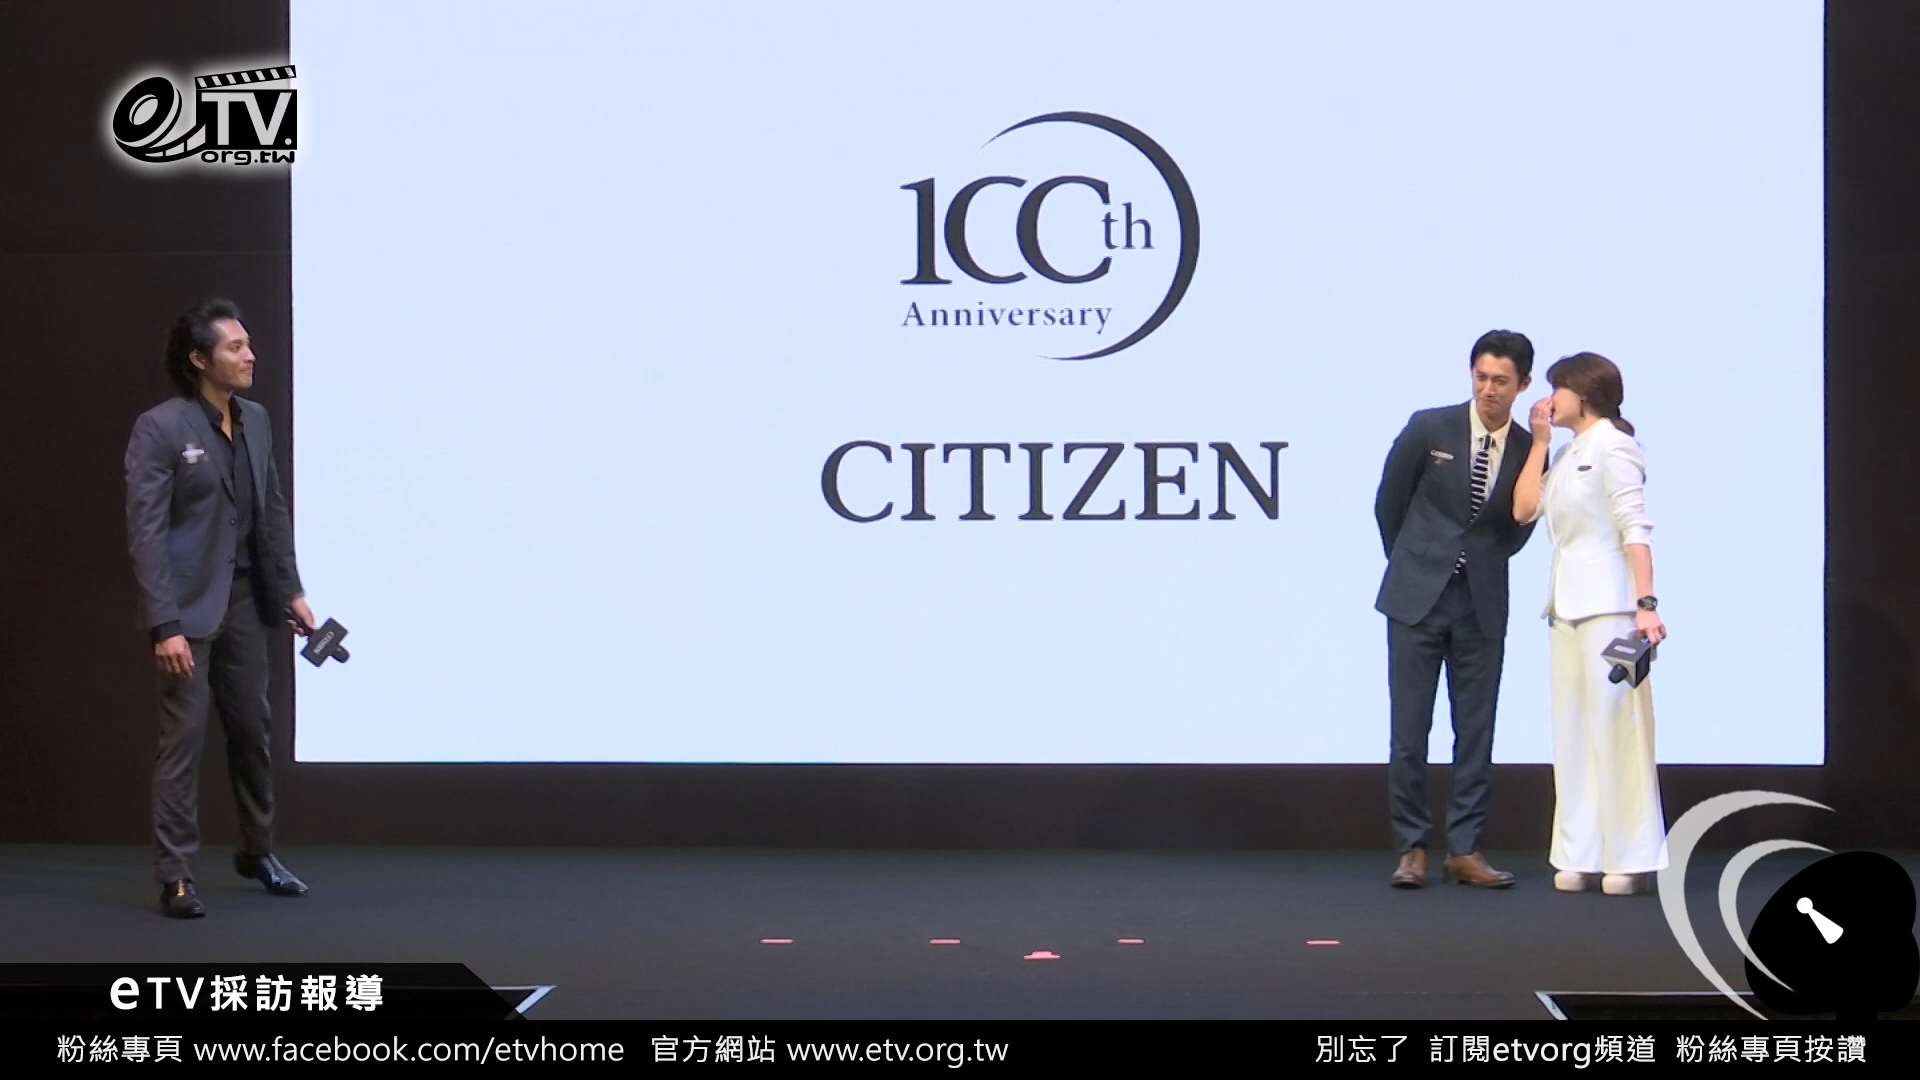 eTV.
org.tw
100th
Anniversary
CITIZEN
CITIZEN
eTV採訪報導
粉絲專頁 www.facebook.com/etvhome 官方網站 www.etv.org.tw
別忘了 訂閱etvorg頻道 粉絲專頁按讚